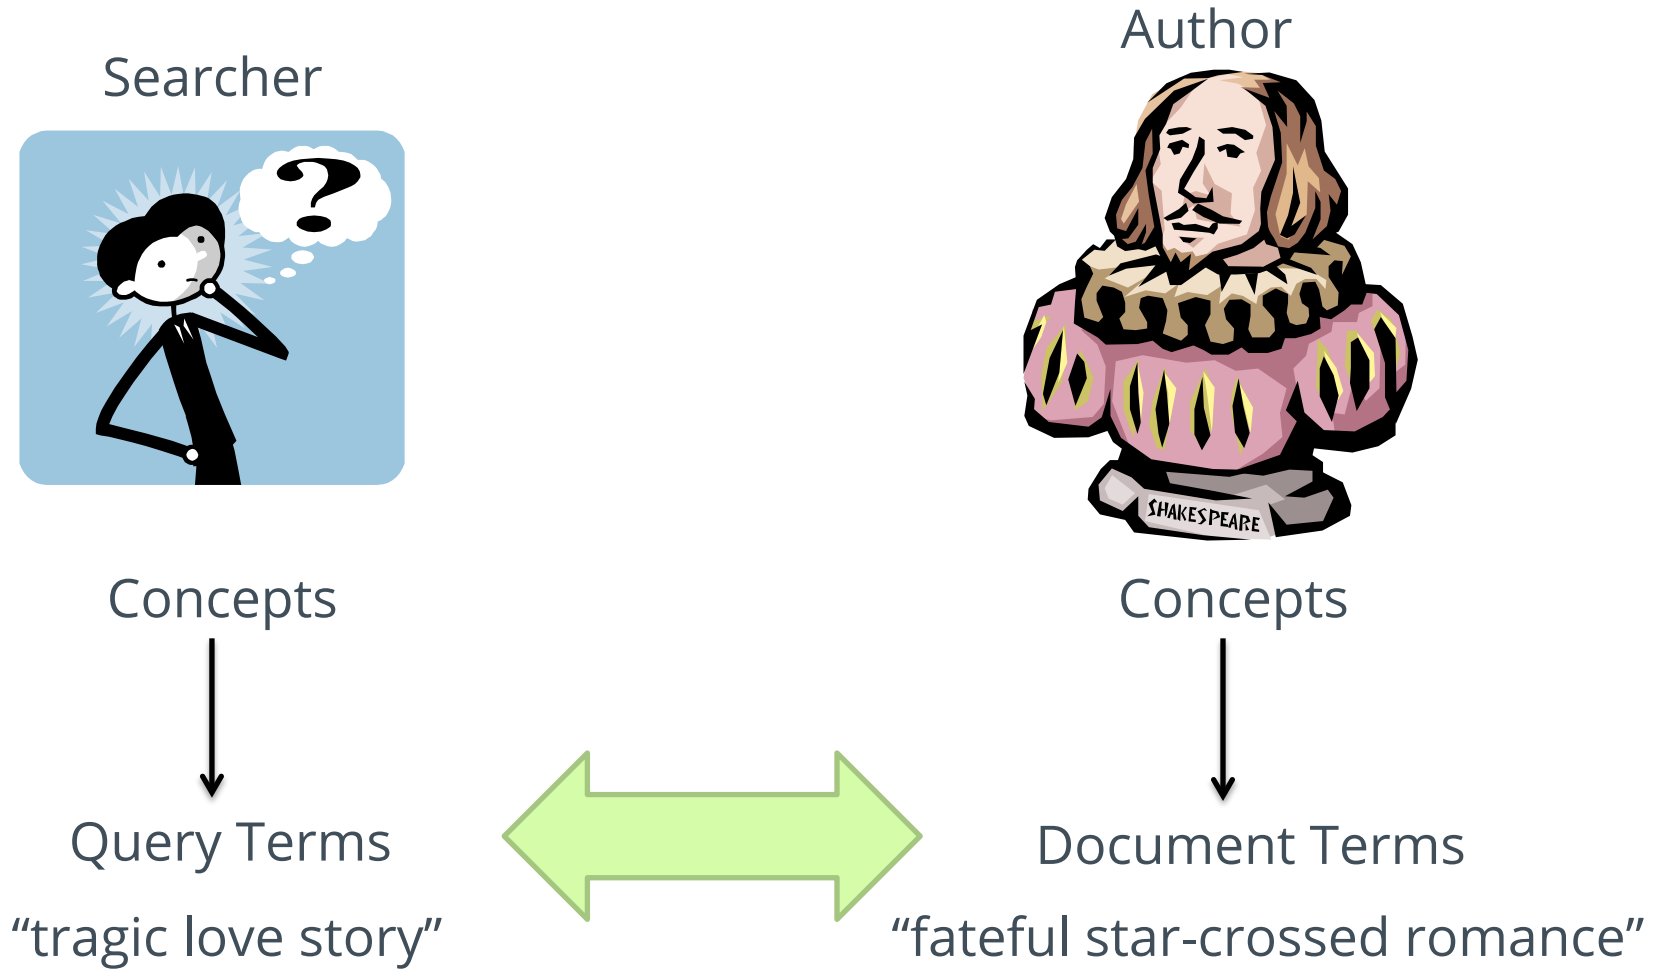 Searcher
Author
?
SHAKESPEARE
Concepts
Concepts
Query Terms
Document Terms
“tragic love story”
“fateful star-crossed romance”